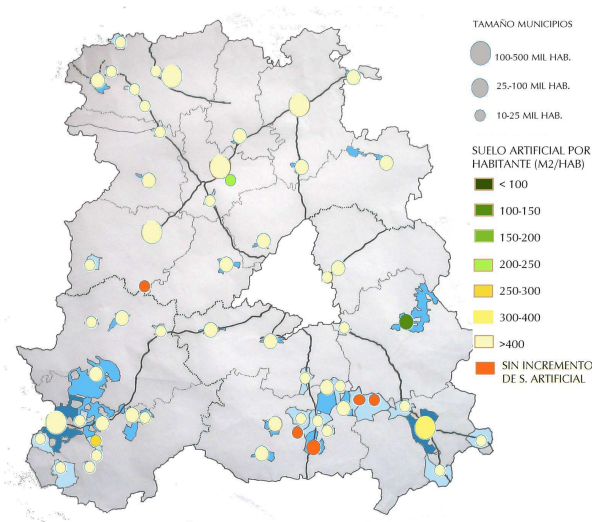 TAMAÑO MUNICIPIOS
100-500 MIL HAB.
25-100 MIL HAB.
10-25 MIL HAB.
SUELO ARTIFICIAL POR
HABITANTE (M2/HAB)
< 100
100-150
150-200
200-250
250-300
300-400
>400
SIN INCREMENTO
DE S. ARTIFICIAL